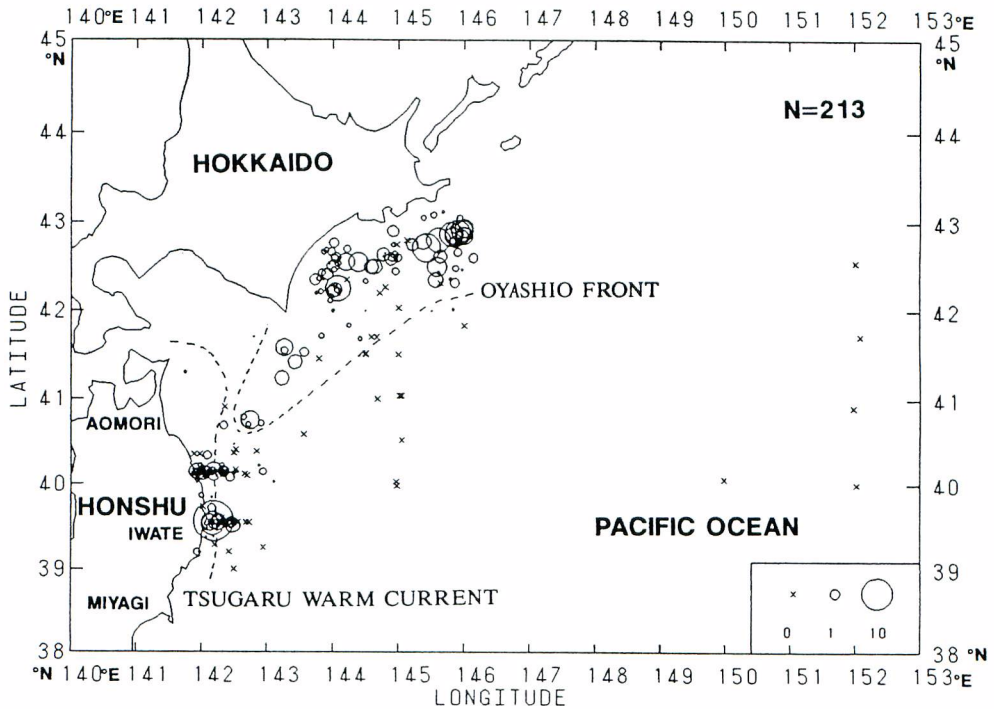 140°E 141 142 143 144 145 146 147 148 149 150 151 152 153°E
45 45
°N °N
N=213
44 44
HOKKAIDO
43 43
OYASHIO FRONT
42 42
LATITUDE
41 41
AOMORI
40 40
HONSHU
PACIFIC OCEAN
IWATE
39 39
MIYAGI
TSUGARU WARM CURRENT
0 1 10
38 38 °N
°N 140°E 141 142 143 144 145 146 147 148 149 150 151 152 153°E
LONGITUDE